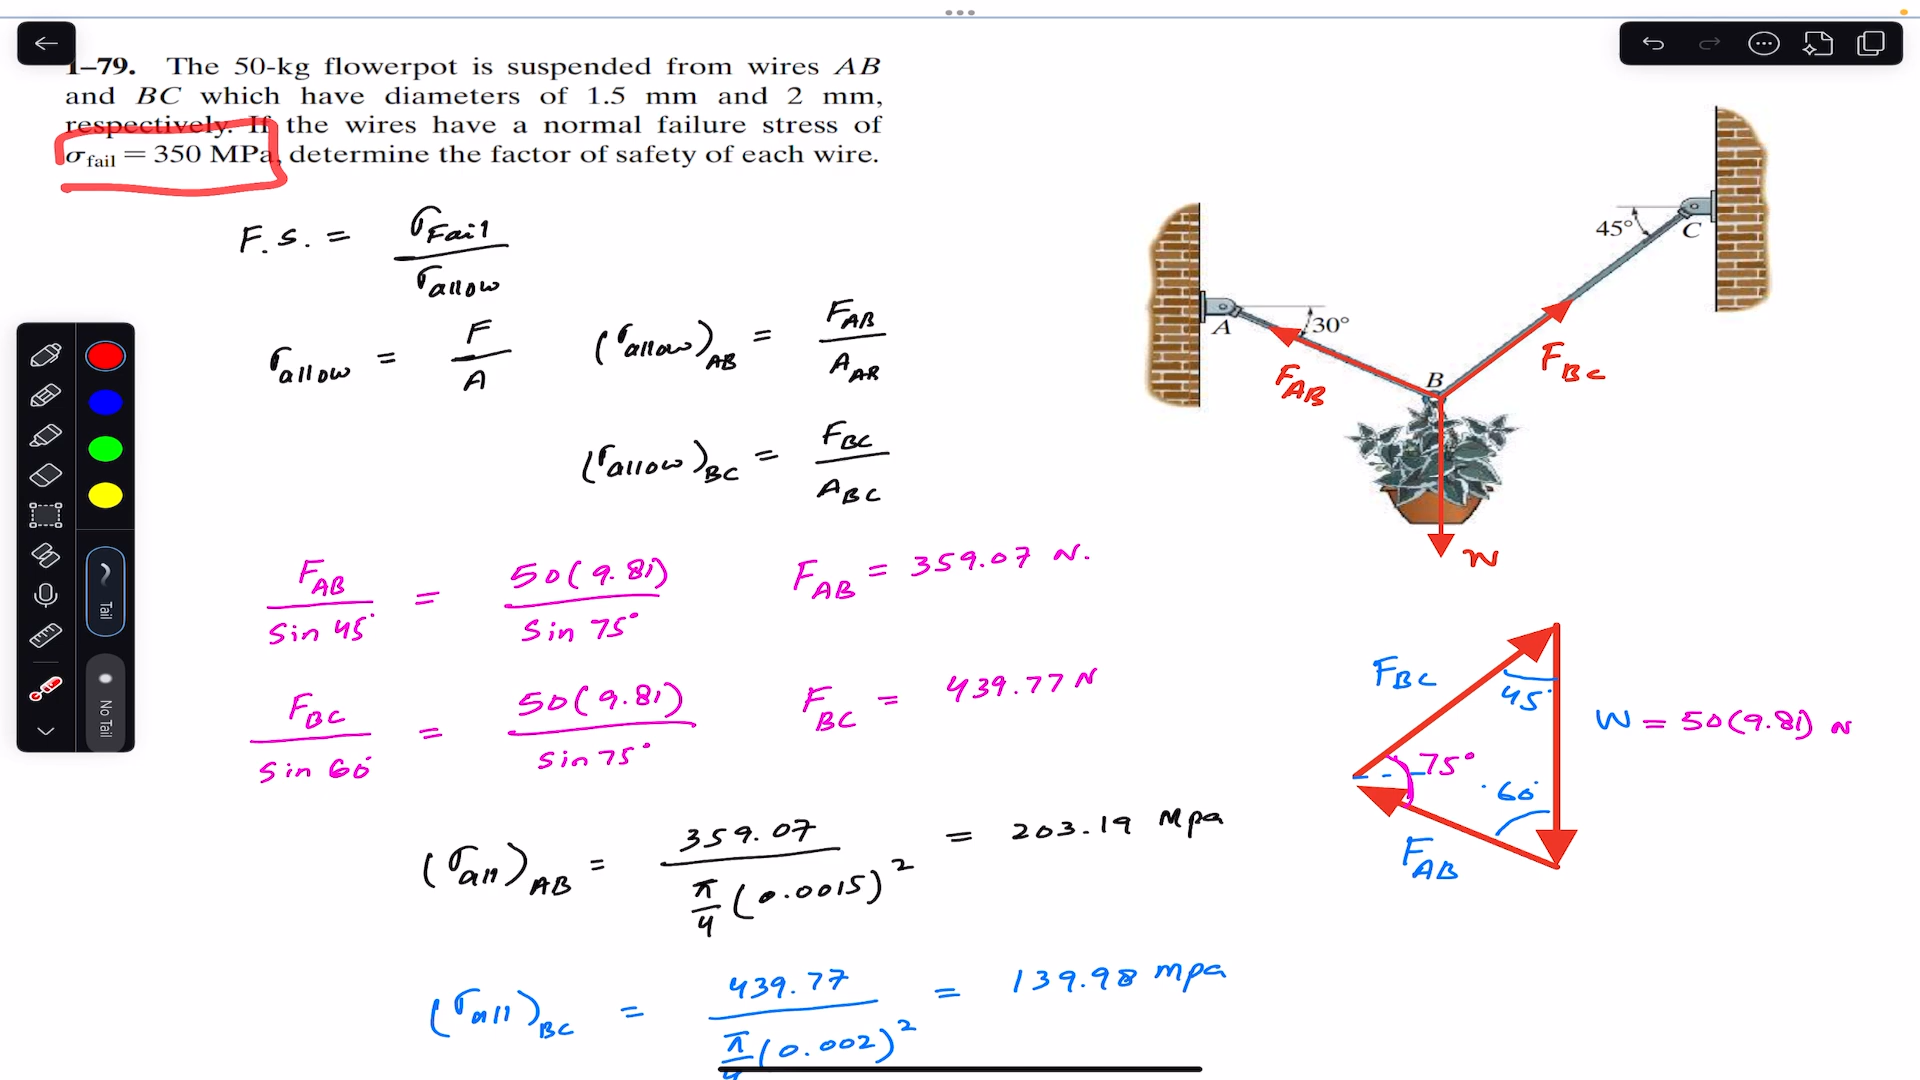 1–79. The 50-kg flowerpot is suspended from wires AB
and BC which have diameters of 1.5 mm and 2 mm,
respectively. If the wires have a normal failure stress of
σfail = 350 MPa, determine the factor of safety of each wire.
F.S. = σFail / σallow
σallow = F / A
(σallow)AB = FAB / AAB
(σallow)BC = FBC / ABC
FAB / sin 45° = 50(9.81) / sin 75°
FAB = 359.07 N.
FBC / sin 60° = 50(9.81) / sin 75°
FBC = 439.77 N
(σall)AB = 359.07 / π/4 (0.0015)² = 203.19 Mpa
(σall)BC = 439.77 / π/4 (0.002)² = 139.98 Mpa
45°
C
A
30°
FAB
B
FBC
W
FBC
45°
W = 50(9.81) N
75°
60°
FAB
Tail
No Tail